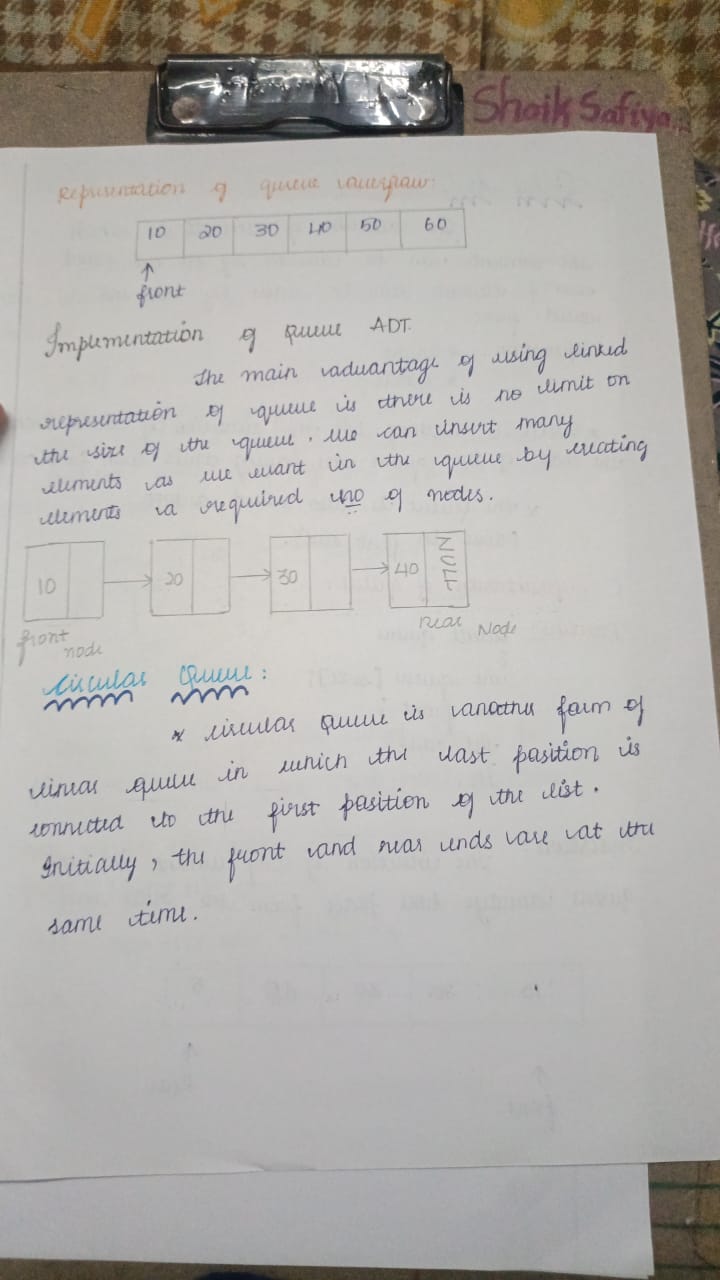 Shaik Safiya
Representation of queue
10 20 30 40 50 60
front
Implementation of Queue ADT.
The main advantage of using linked
representation of queue is there is no limit on
the size of the queue. we can insert many
elements as we want in the queue by creating
elements a required no of nodes.
10 20 30 40 NULL
front node
rear Node
Circular Queue:
* circular queue is another form of
linear queue in which the last position is
connected to the first position of the list.
Initially, the front and rear ends are at the
same time.